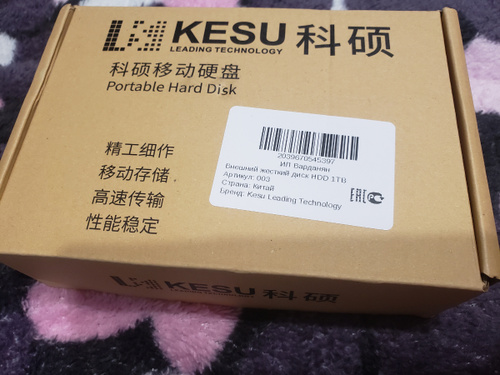 KESU 科硕
LEADING TECHNOLOGY
科硕移动硬盘
Portable Hard Disk
精工细作
移动存储
高速传输
性能稳定
2039670545397
ИП Варданян
Внешний жесткий диск HDD 1TB
Артикул: 003
Страна: Китай
Бренд: Kesu Leading Technology
EAC
KESU 科硕
LEADING TECHNOLOGY